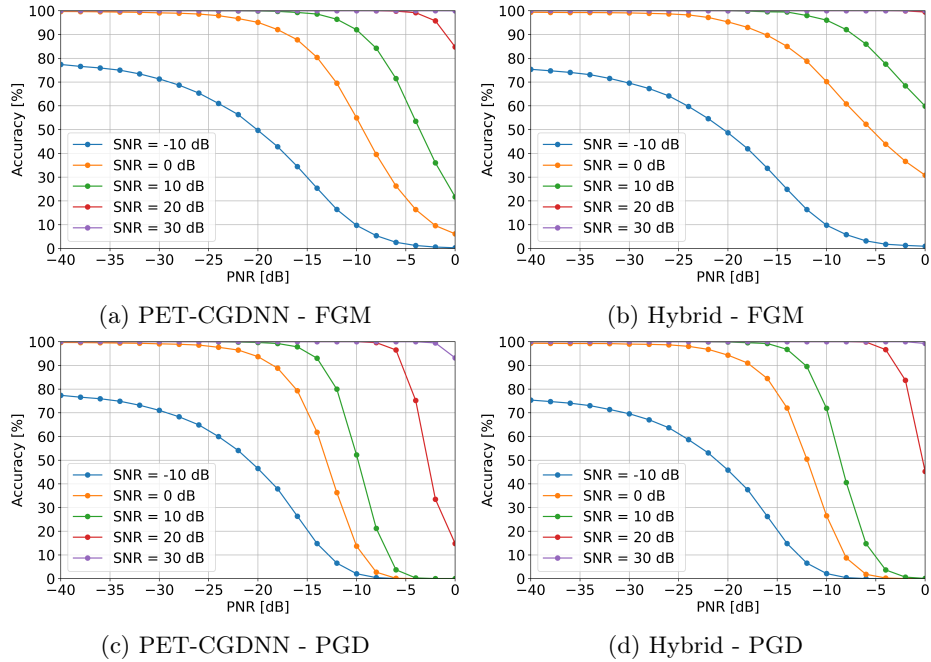 100
90
80
70
60
50
40
30
20
10
0
Accuracy [%]
SNR = -10 dB
SNR = 0 dB
SNR = 10 dB
SNR = 20 dB
SNR = 30 dB
−40 −35 −30 −25 −20 −15 −10 −5 0
PNR [dB]
(a) PET-CGDNN - FGM
100
90
80
70
60
50
40
30
20
10
0
Accuracy [%]
SNR = -10 dB
SNR = 0 dB
SNR = 10 dB
SNR = 20 dB
SNR = 30 dB
−40 −35 −30 −25 −20 −15 −10 −5 0
PNR [dB]
(b) Hybrid - FGM
100
90
80
70
60
50
40
30
20
10
0
Accuracy [%]
SNR = -10 dB
SNR = 0 dB
SNR = 10 dB
SNR = 20 dB
SNR = 30 dB
−40 −35 −30 −25 −20 −15 −10 −5 0
PNR [dB]
(c) PET-CGDNN - PGD
100
90
80
70
60
50
40
30
20
10
0
Accuracy [%]
SNR = -10 dB
SNR = 0 dB
SNR = 10 dB
SNR = 20 dB
SNR = 30 dB
−40 −35 −30 −25 −20 −15 −10 −5 0
PNR [dB]
(d) Hybrid - PGD